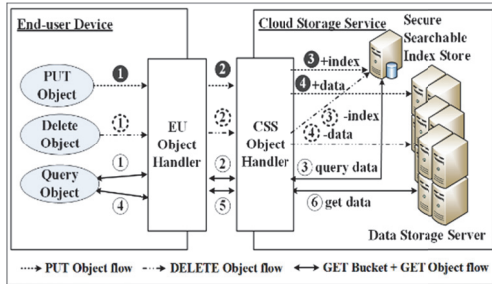 End-user Device
Cloud Storage Service
Secure
Searchable
Index Store
PUT
Object
1
2
3 +index
4 +data
Delete
Object
1
2
3 -index
4 -data
EU
Object
Handler
CSS
Object
Handler
Query
Object
1
2
3 query data
4
5
6 get data
Data Storage Server
PUT Object flow
DELETE Object flow
GET Bucket + GET Object flow